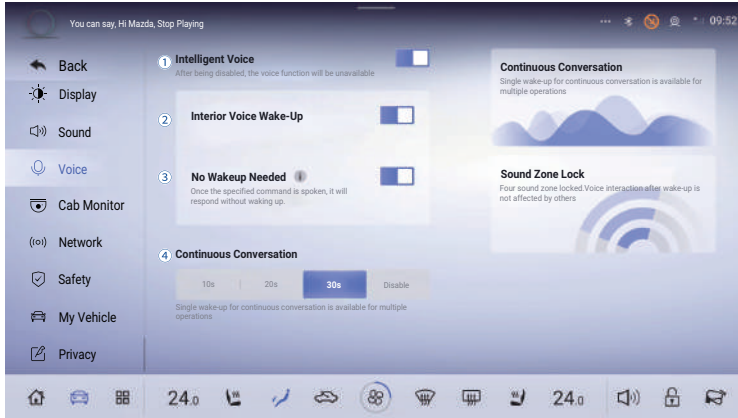 You can say, Hi Mazda, Stop Playing
09:52
Back
Display
Sound
Voice
Cab Monitor
Network
Safety
My Vehicle
Privacy
1 Intelligent Voice
After being disabled, the voice function will be unavailable
2 Interior Voice Wake-Up
3 No Wakeup Needed i
Once the specified command is spoken, it will
respond without waking up.
4 Continuous Conversation
10s 20s 30s Disable
Single wake-up for continuous conversation is available for multiple
operations
Continuous Conversation
Single wake-up for continuous conversation is available for
multiple operations
Sound Zone Lock
Four sound zone locked.Voice interaction after wake-up is
not affected by others
24.0 24.0